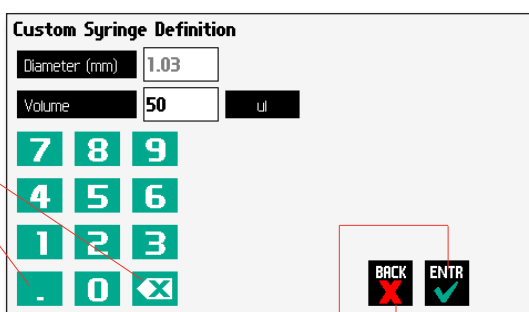 Custom Syringe Definition
Diameter (mm) 1.03
Volume 50 ul
7 8 9
4 5 6
1 2 3
. 0 X
BACK ENTR